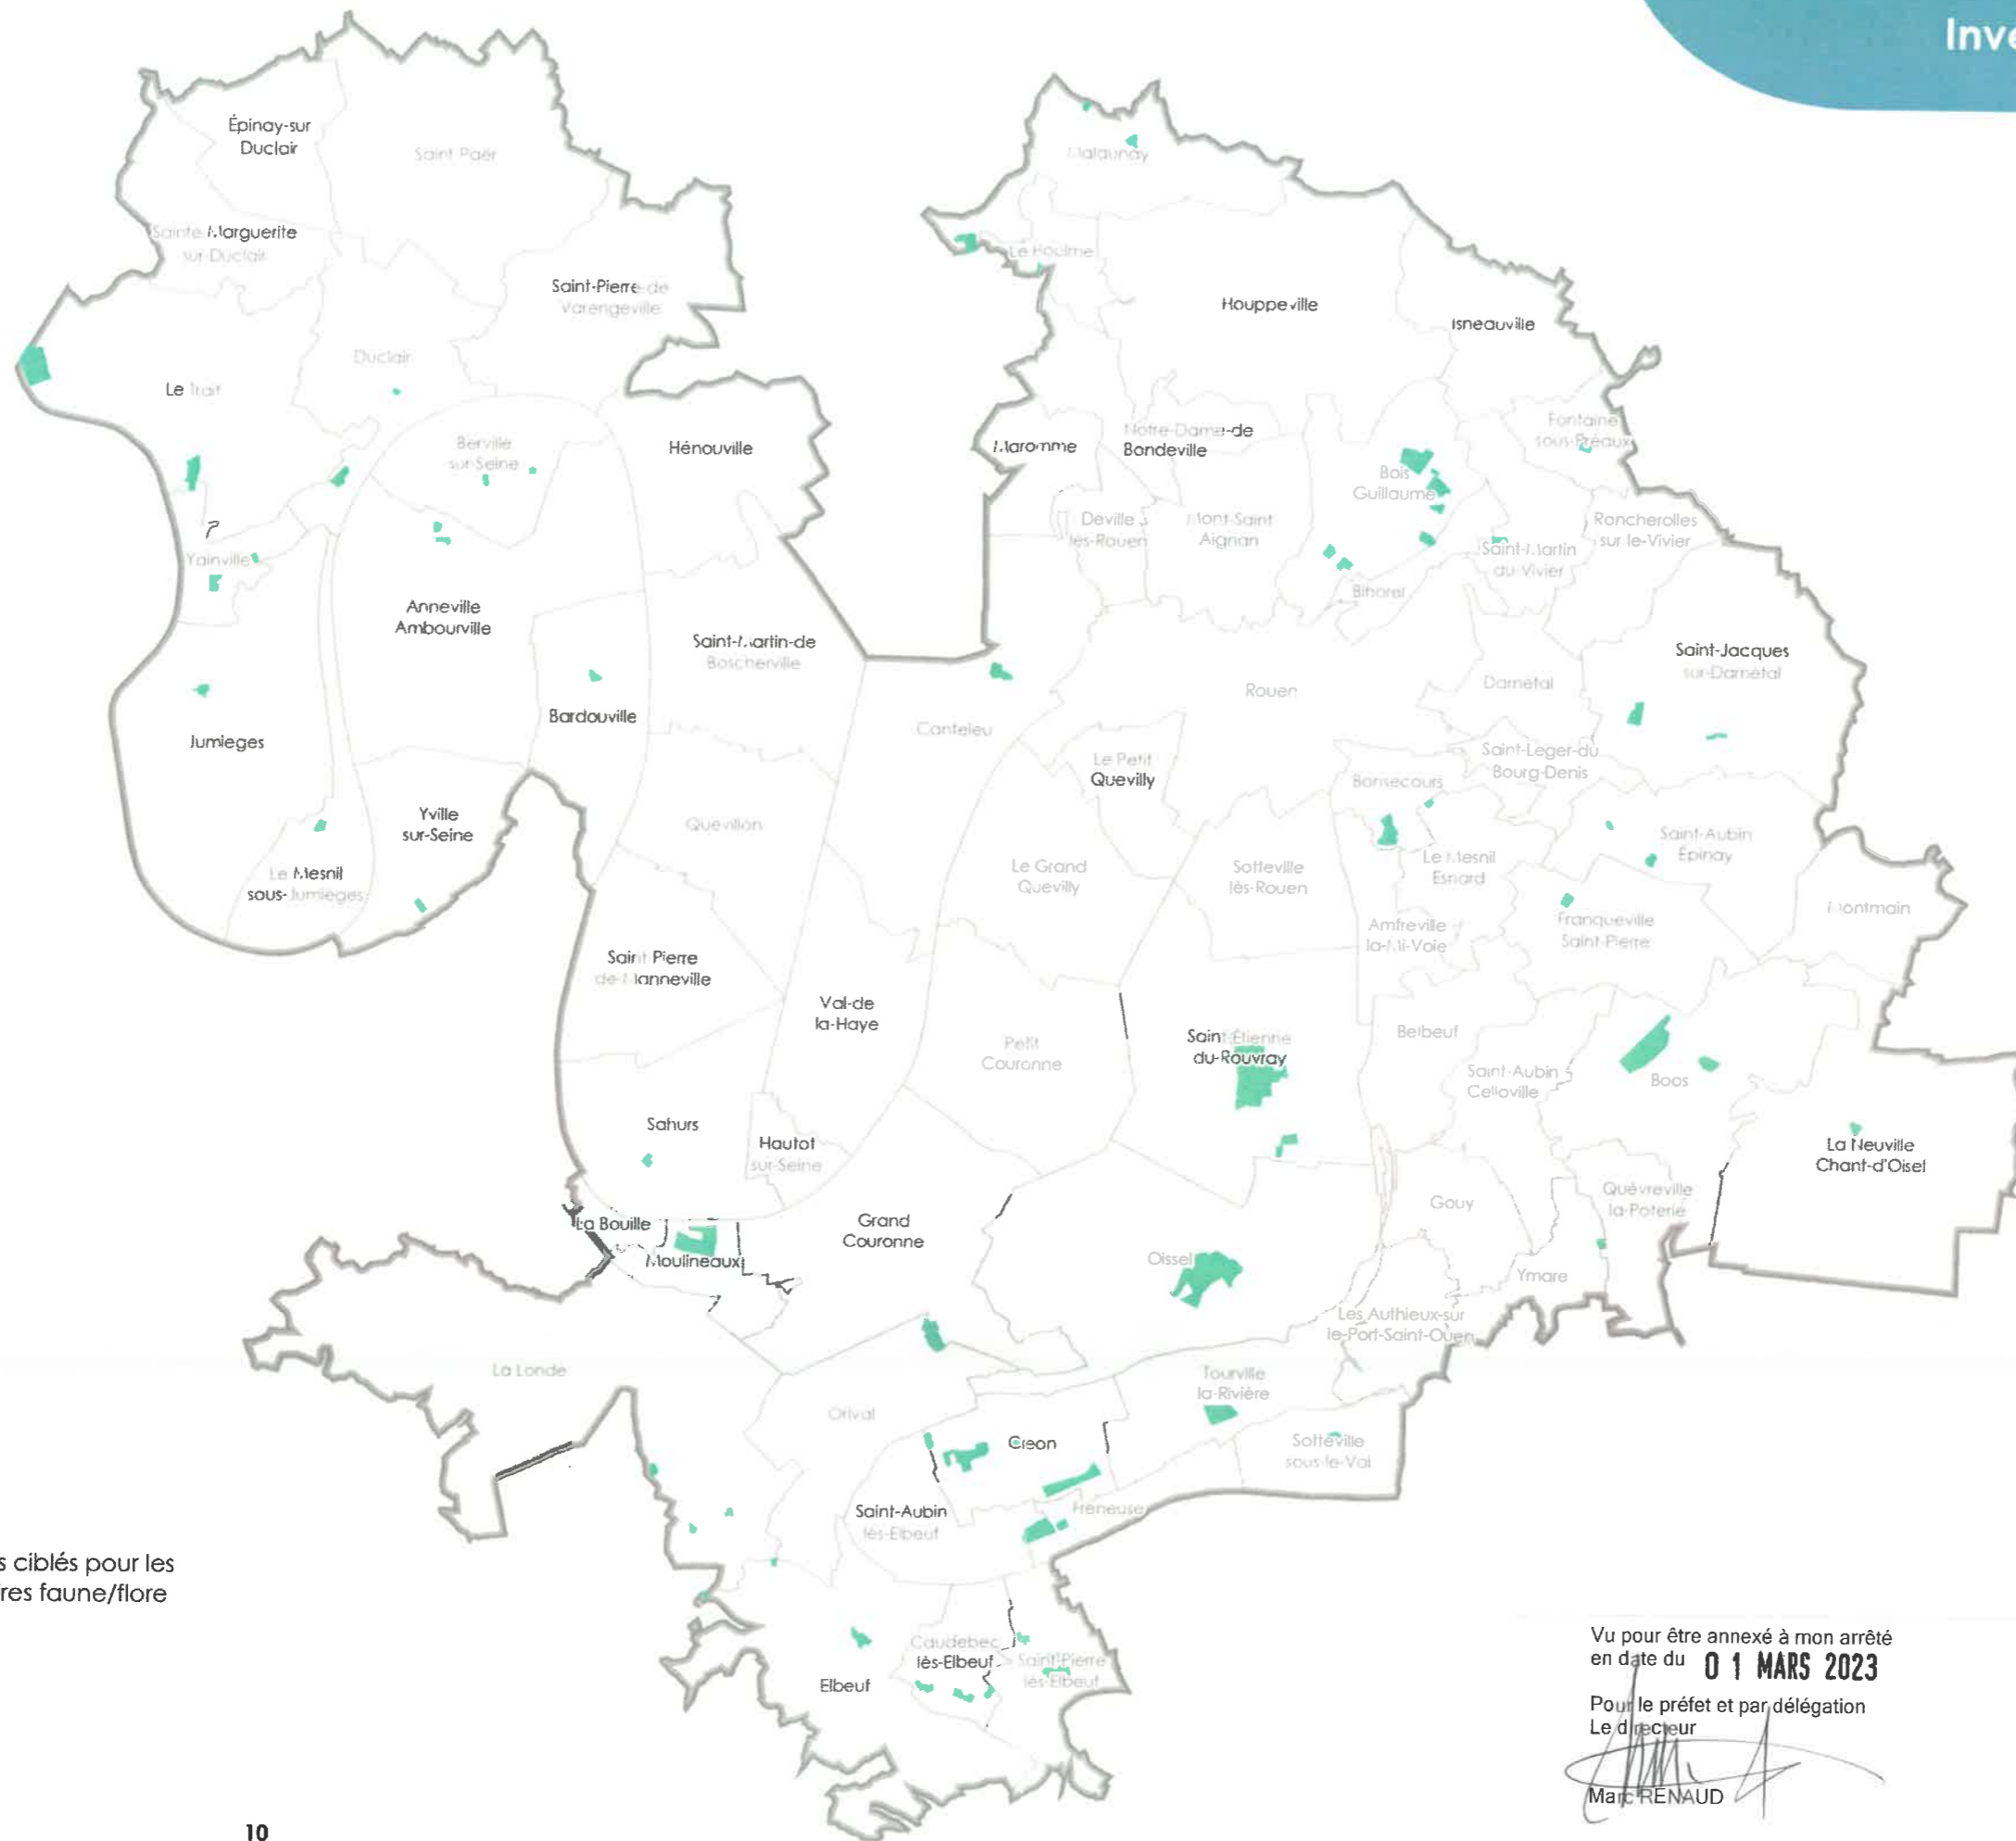 Inve
Épinay-sur
Duclair
Saint Paër
Sainte Marguerite
sur-Duclair
Saint-Pierre de
Varengeville
Duclair
Le Trait
Berville
sur-Seine
Hénouville
Yainville
Anneville
Ambourville
Saint-Martin-de
Boscherville
Bardouville
Jumieges
Yville
sur-Seine
Le Mesnil
sous-Jumieges
Quevillon
Saint Pierre
de-Manneville
Val-de
la-Haye
Sahurs
Hautot
sur-Seine
La Bouille
Moulineaux
Grand
Couronne
La Londe
Orival
Malaunay
Le Houlme
Houppeville
Isneauville
Maromme
Notre-Dame-de
Bondeville
Fontaine
sous-Préaux
Bois
Guillaume
Deville
les-Rouen
Mont-Saint
Aignan
Roncherolles
sur le-Vivier
Saint-Martin
du-Vivier
Bihorel
Saint-Jacques
sur-Darnétal
Rouen
Darnétal
Canteleu
Le Petit
Quevilly
Saint-Leger-du
Bourg-Denis
Bonsecours
Le Grand
Quevilly
Sotteville
lès-Rouen
Le Mesnil
Esnard
Saint-Aubin
Épinay
Amfreville
la-Mi-Voie
Franqueville
Saint-Pierre
Montmain
Petit
Couronne
Saint Étienne
du-Rouvray
Belbeuf
Saint-Aubin
Celloville
Boos
La Neuville
Chant-d'Oisel
Gouy
Quévreville
la-Poterie
Oissel
Ymare
Les Authieux-sur
le-Port-Saint-Ouen
Tourville
la-Rivière
Cleon
Sotteville
sous-le-Val
Saint-Aubin
lès-Elbeuf
Freneuse
Elbeuf
Caudebec
lès-Elbeuf
Saint-Pierre
lès-Elbeuf
s ciblés pour les
res faune/flore
Vu pour être annexé à mon arrêté
en date du 01 MARS 2023
Pour le préfet et par délégation
Le directeur
Marc RENAUD
10